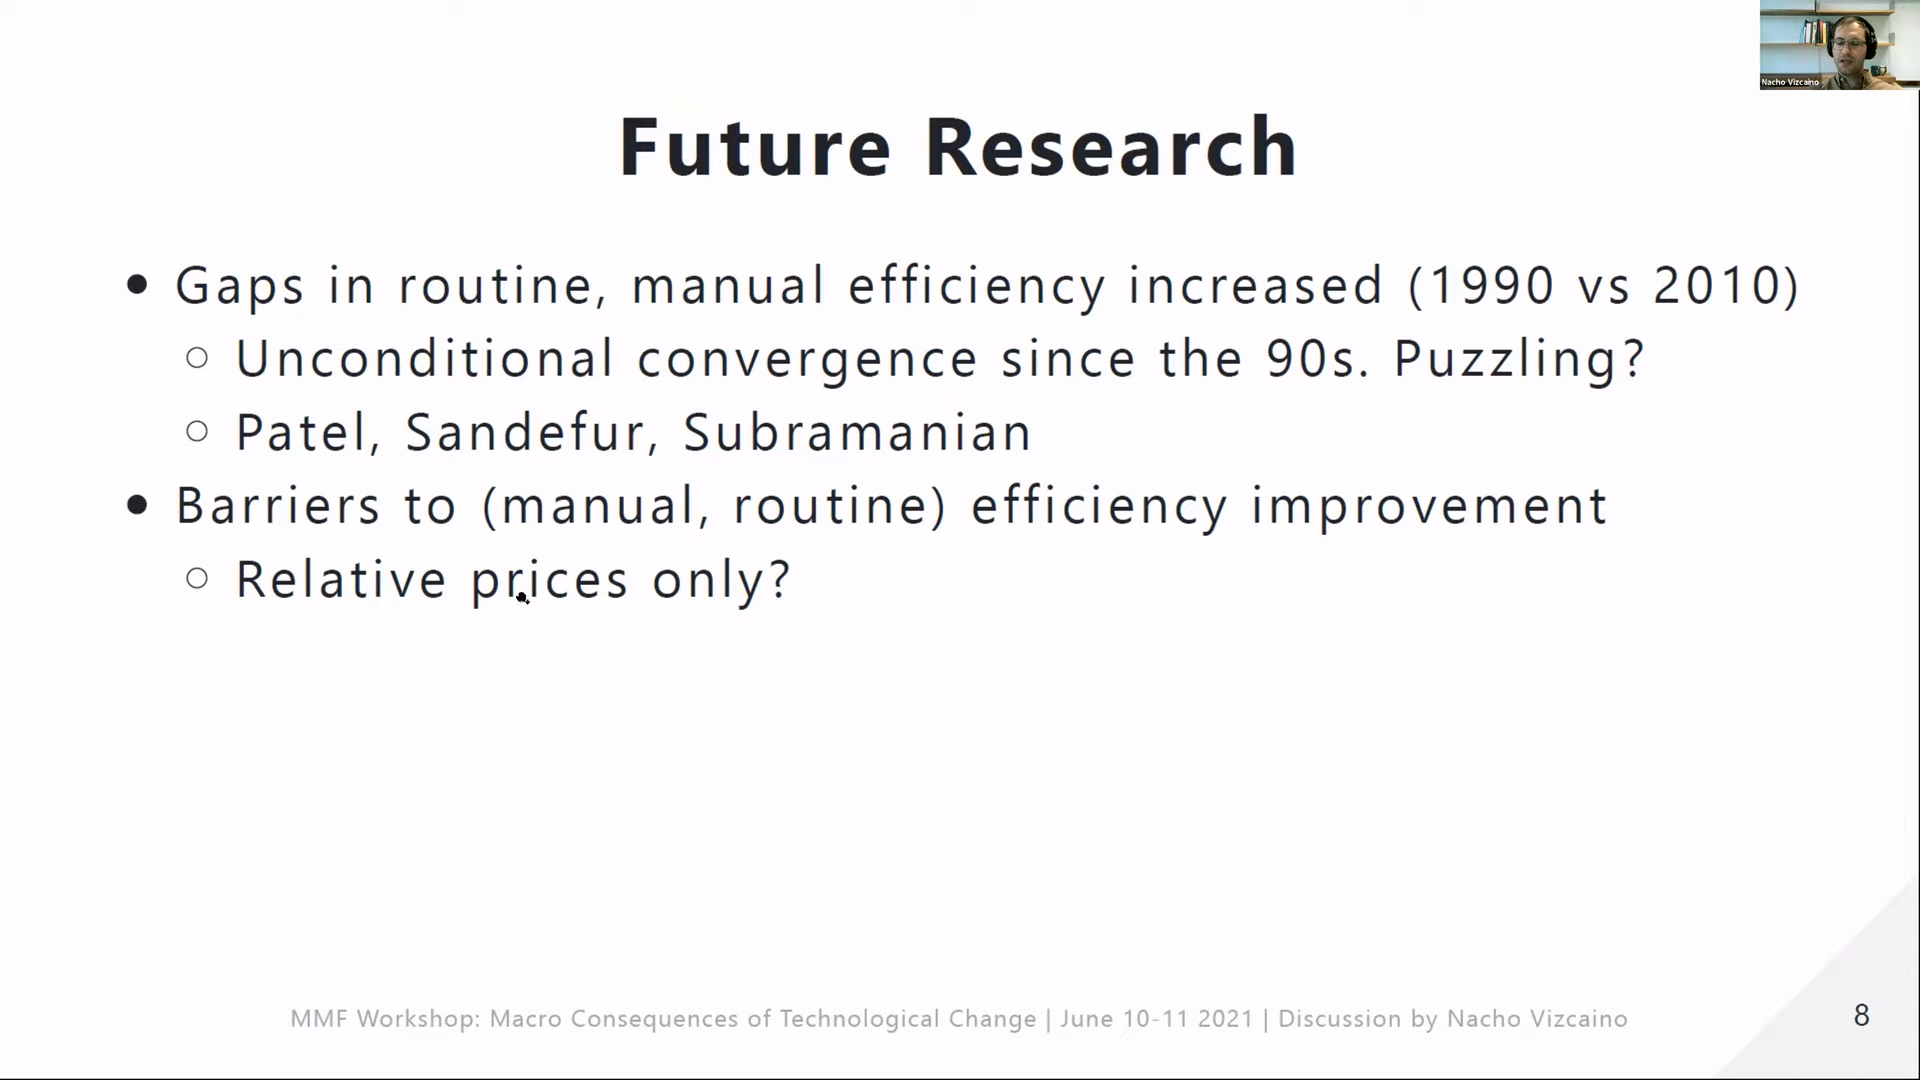 Nacho Vizcaino
Future Research
• Gaps in routine, manual efficiency increased (1990 vs 2010)
○ Unconditional convergence since the 90s. Puzzling?
○ Patel, Sandefur, Subramanian
• Barriers to (manual, routine) efficiency improvement
○ Relative prices only?
MMF Workshop: Macro Consequences of Technological Change | June 10-11 2021 | Discussion by Nacho Vizcaino
8